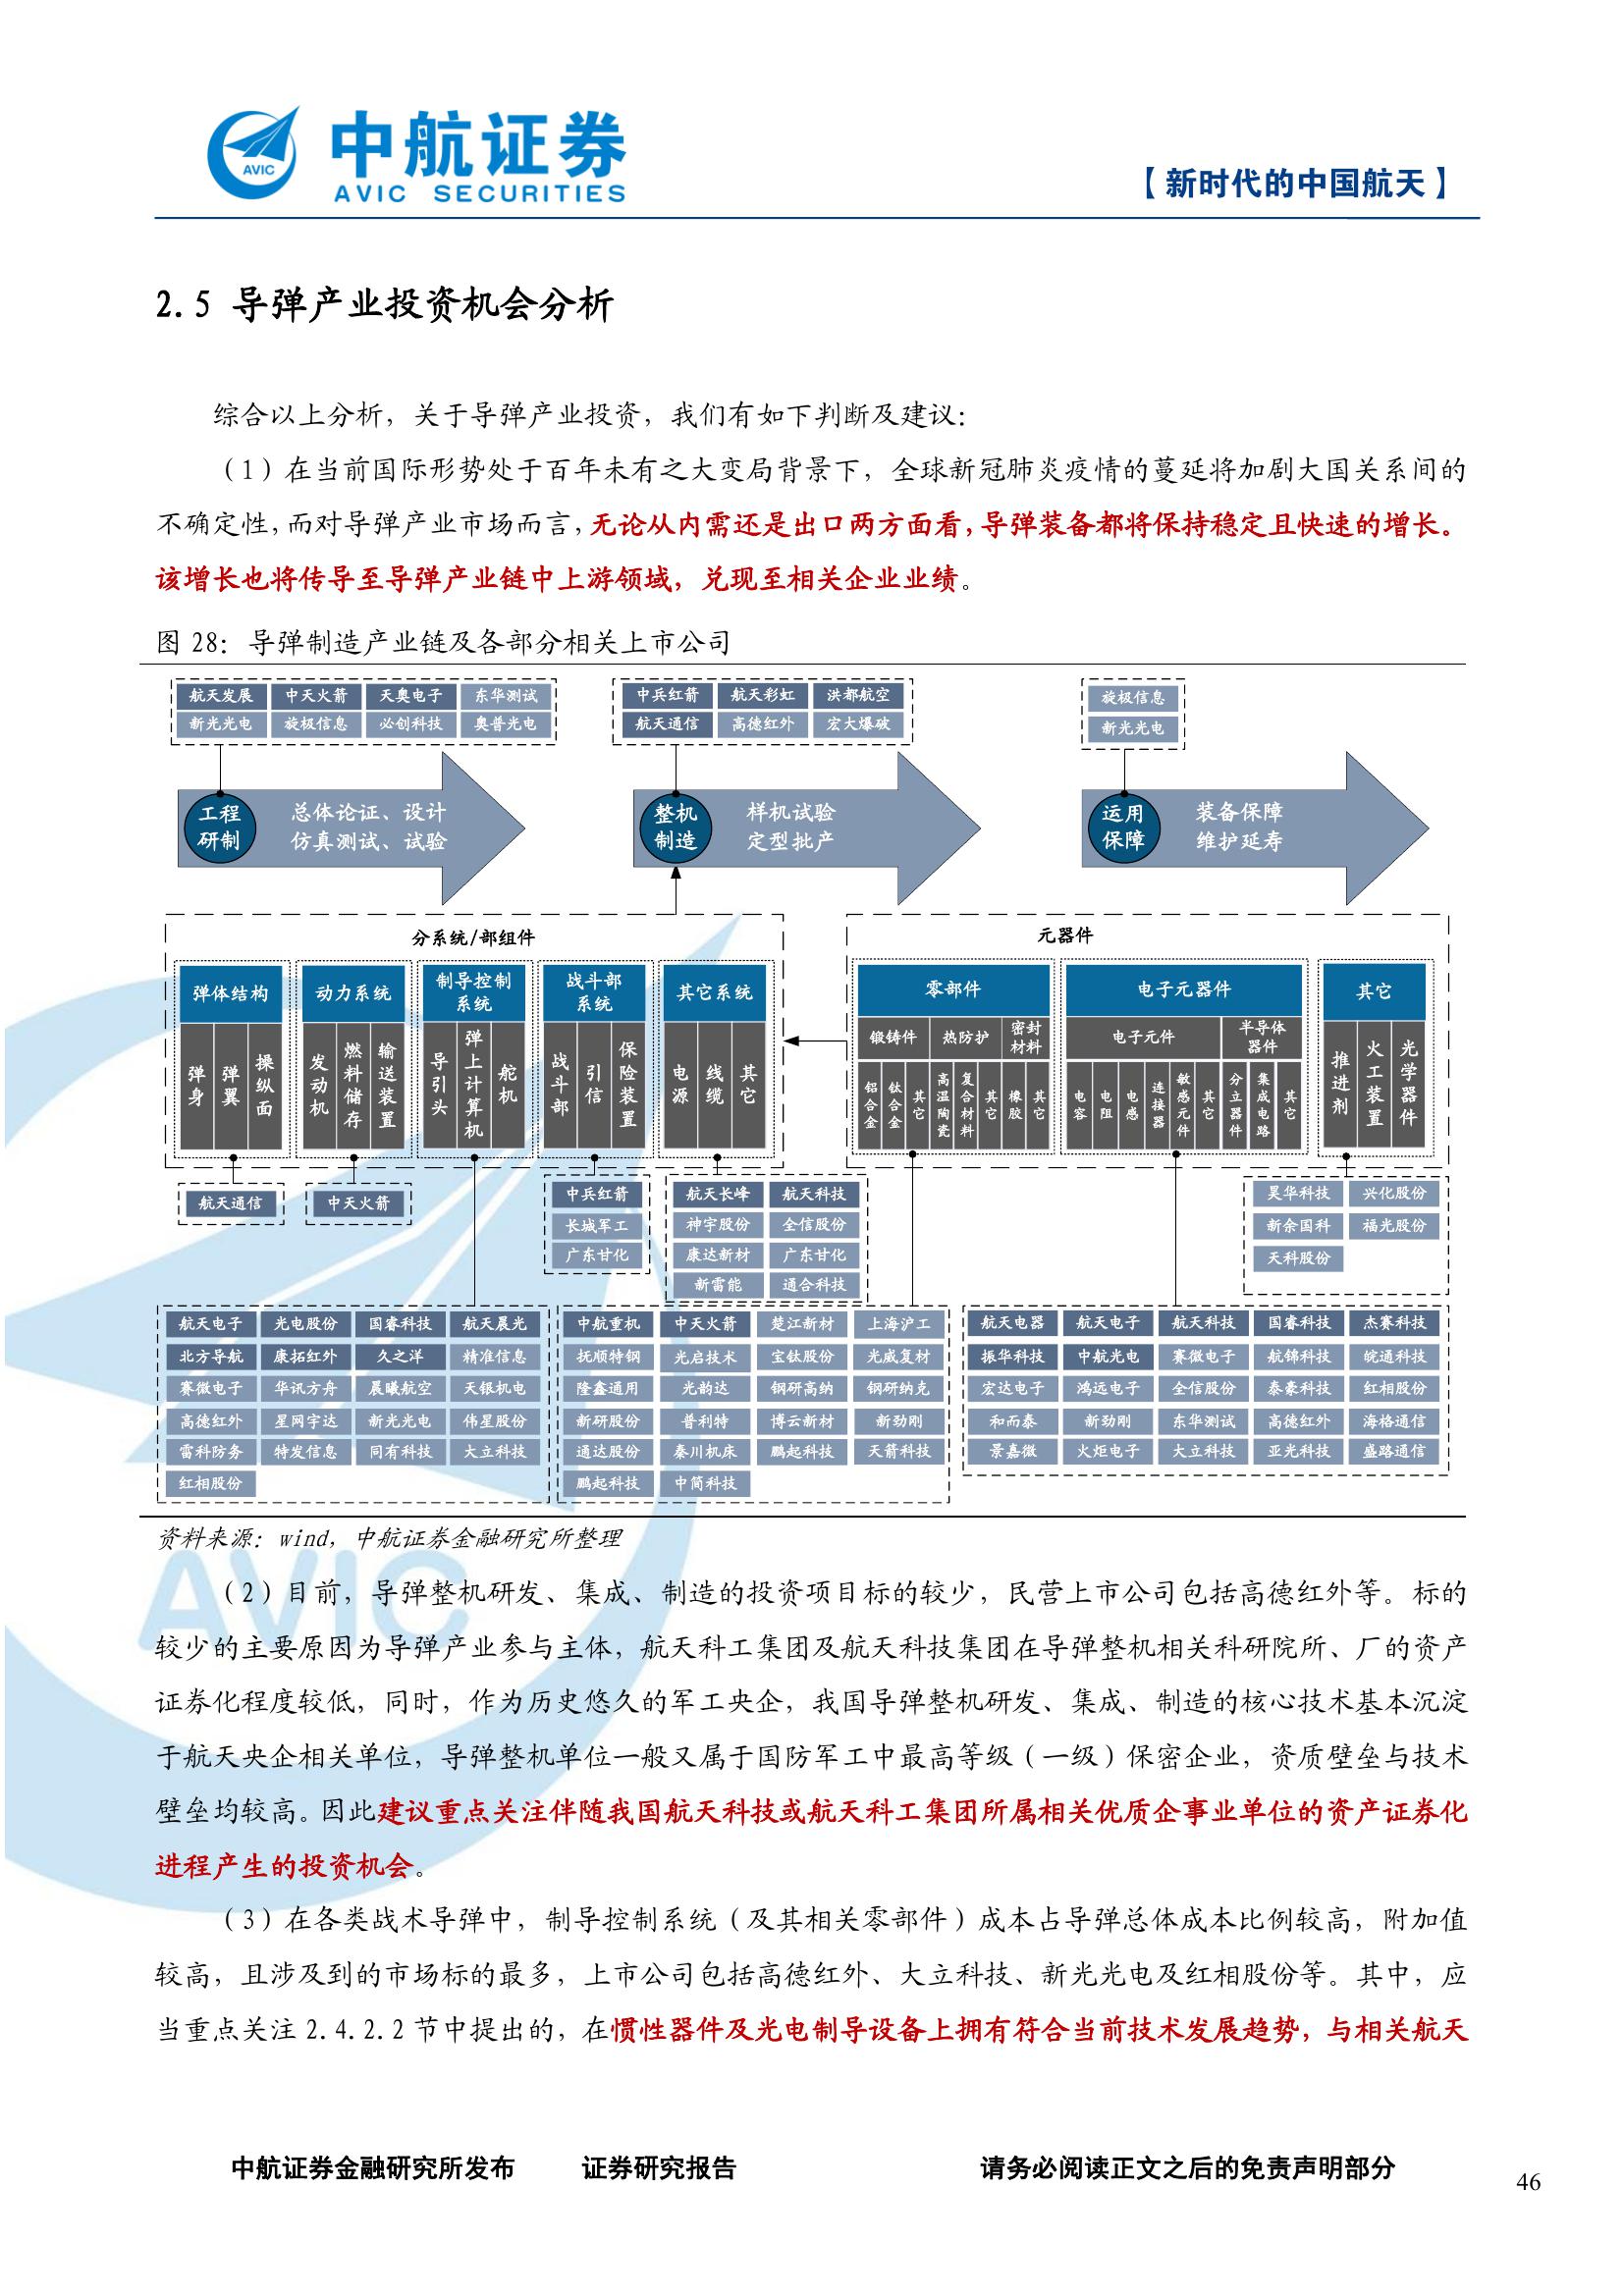 AVIC
中航证券
AVIC SECURITIES
【新时代的中国航天】
2.5 导弹产业投资机会分析
综合以上分析，关于导弹产业投资，我们有如下判断及建议：
（1）在当前国际形势处于百年未有之大变局背景下，全球新冠肺炎疫情的蔓延将加剧大国关系间的
不确定性，而对导弹产业市场而言，无论从内需还是出口两方面看，导弹装备都将保持稳定且快速的增长。
该增长也将传导至导弹产业链中上游领域，兑现至相关企业业绩。
图 28：导弹制造产业链及各部分相关上市公司
航天发展 中天火箭 天奥电子 东华测试
新光光电 旋极信息 必创科技 奥普光电
中兵红箭 航天彩虹 洪都航空
航天通信 高德红外 宏大爆破
旋极信息
新光光电
工程
研制
总体论证、设计
仿真测试、试验
整机
制造
样机试验
定型批产
运用
保障
装备保障
维护延寿
分系统/部组件
弹体结构 动力系统 制导控制系统 战斗部系统 其它系统
弹身 弹翼 操纵面 发动机 燃料储存 输送装置 导引头 弹上计算机 舵机 战斗部 引信 保险装置 电源 线缆 其它
元器件
零部件 电子元器件 其它
锻铸件 热防护 密封材料 电子元件 半导体器件
铝合金 钛合金 其它 高温陶瓷 复合材料 其它 橡胶 其它 电容 电阻 电感 连接器 敏感元件 其它 分立器件 集成电路 其它 推进剂 火工装置 光学器件
航天通信
中天火箭
中兵红箭
长城军工
广东甘化
航天长峰 航天科技
神宇股份 全信股份
康达新材 广东甘化
新雷能 通合科技
昊华科技 兴化股份
新余国科 福光股份
天科股份
航天电子 光电股份 国睿科技 航天晨光
北方导航 康拓红外 久之洋 精准信息
赛微电子 华讯方舟 晨曦航空 天银机电
高德红外 星网宇达 新光光电 伟星股份
雷科防务 特发信息 同有科技 大立科技
红相股份
中航重机 中天火箭 楚江新材 上海沪工
抚顺特钢 光启技术 宝钛股份 光威复材
隆鑫通用 光韵达 钢研高纳 钢研纳克
新研股份 普利特 博云新材 新劲刚
通达股份 秦川机床 鹏起科技 天箭科技
鹏起科技 中简科技
航天电器 航天电子 航天科技 国睿科技 杰赛科技
振华科技 中航光电 赛微电子 航锦科技 皖通科技
宏达电子 鸿远电子 全信股份 泰豪科技 红相股份
和而泰 新劲刚 东华测试 高德红外 海格通信
景嘉微 火炬电子 大立科技 亚光科技 盛路通信
资料来源：wind，中航证券金融研究所整理
AVIC
（2）目前，导弹整机研发、集成、制造的投资项目标的较少，民营上市公司包括高德红外等。标的
较少的主要原因为导弹产业参与主体，航天科工集团及航天科技集团在导弹整机相关科研院所、厂的资产
证券化程度较低，同时，作为历史悠久的军工央企，我国导弹整机研发、集成、制造的核心技术基本沉淀
于航天央企相关单位，导弹整机单位一般又属于国防军工中最高等级（一级）保密企业，资质壁垒与技术
壁垒均较高。因此建议重点关注伴随我国航天科技或航天科工集团所属相关优质企事业单位的资产证券化
进程产生的投资机会。
（3）在各类战术导弹中，制导控制系统（及其相关零部件）成本占导弹总体成本比例较高，附加值
较高，且涉及到的市场标的最多，上市公司包括高德红外、大立科技、新光光电及红相股份等。其中，应
当重点关注 2.4.2.2 节中提出的，在惯性器件及光电制导设备上拥有符合当前技术发展趋势，与相关航天
中航证券金融研究所发布 证券研究报告 请务必阅读正文之后的免责声明部分
46